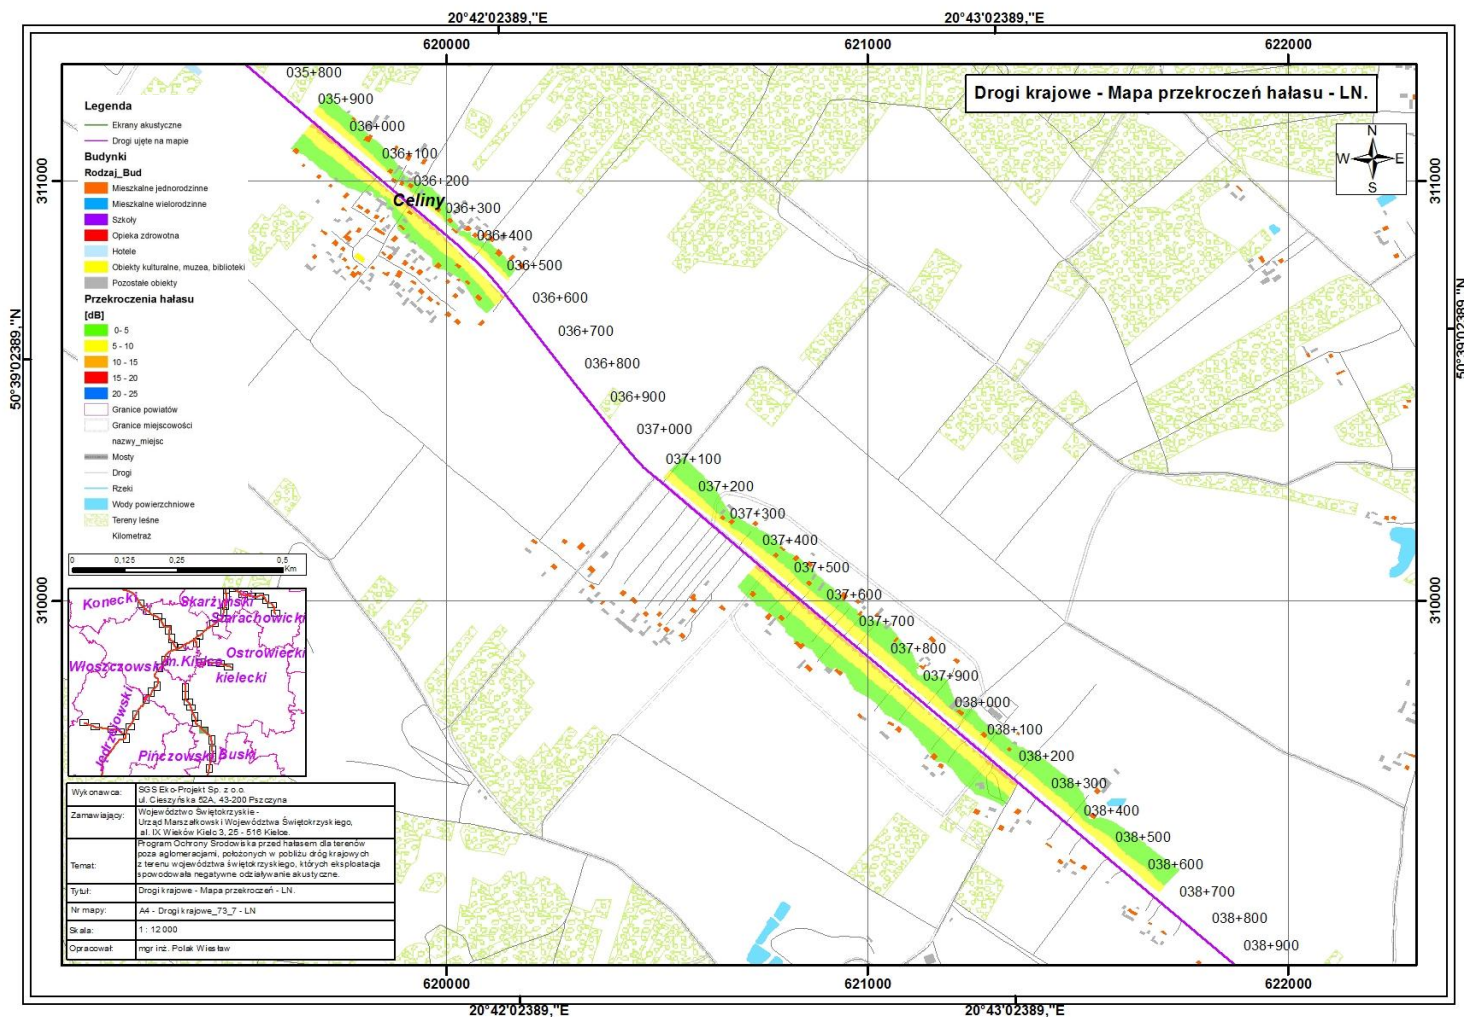 20°42'02389,"E
20°43'02389,"E
620000
621000
622000
Drogi krajowe - Mapa przekroczeń hałasu - LN.
N
W
E
S
311000
311000
50°39'02389,"N
50°39'02389,"N
310000
310000
Legenda
Ekrany akustyczne
Drogi ujęte na mapie
Budynki
Rodzaj_Bud
Mieszkalne jednorodzinne
Mieszkalne wielorodzinne
Szkoły
Opieka zdrowotna
Hotele
Obiekty kulturalne, muzea, biblioteki
Pozostałe obiekty
Przekroczenia hałasu
[dB]
0- 5
5 - 10
10 - 15
15 - 20
20 - 25
Granice powiatów
Granice miejscowości
nazwy_miejsc
Mosty
Drogi
Rzeki
Wody powierzchniowe
Tereny leśne
Kilometraż
0
0,125
0,25
0,5
Km
035+800
035+900
036+000
036+100
036+200
Celiny
036+300
036+400
036+500
036+600
036+700
036+800
036+900
037+000
037+100
037+200
037+300
037+400
037+500
037+600
037+700
037+800
037+900
038+000
038+100
038+200
038+300
038+400
038+500
038+600
038+700
038+800
038+900
Konecki
Skarżyński
Starachowicki
Ostrowiecki
Włoszczowski
m.Kielce
kielecki
Jędrzejowski
Pińczowski
Buski
Wykonawca:
SGS Eko-Projekt Sp. z o.o.
ul. Cieszyńska 52A, 43-200 Pszczyna
Zamawiający:
Województwo Świętokrzyskie -
Urząd Marszałkowski Województwa Świętokrzyskiego,
al. IX Wieków Kielc 3, 25 - 516 Kielce.
Temat:
Program Ochrony Środowiska przed hałasem dla terenów
poza aglomeracjami, położonych w pobliżu dróg krajowych
z terenu województwa świętokrzyskiego, których eksploatacja
spowodowała negatywne odziaływanie akustyczne.
Tytuł:
Drogi krajowe - Mapa przekroczeń - LN.
Nr mapy:
A4 - Drogi krajowe_73_7 - LN
Skala:
1 : 12 000
Opracował:
mgr inż. Polak Wiesław
620000
621000
622000
20°42'02389,"E
20°43'02389,"E